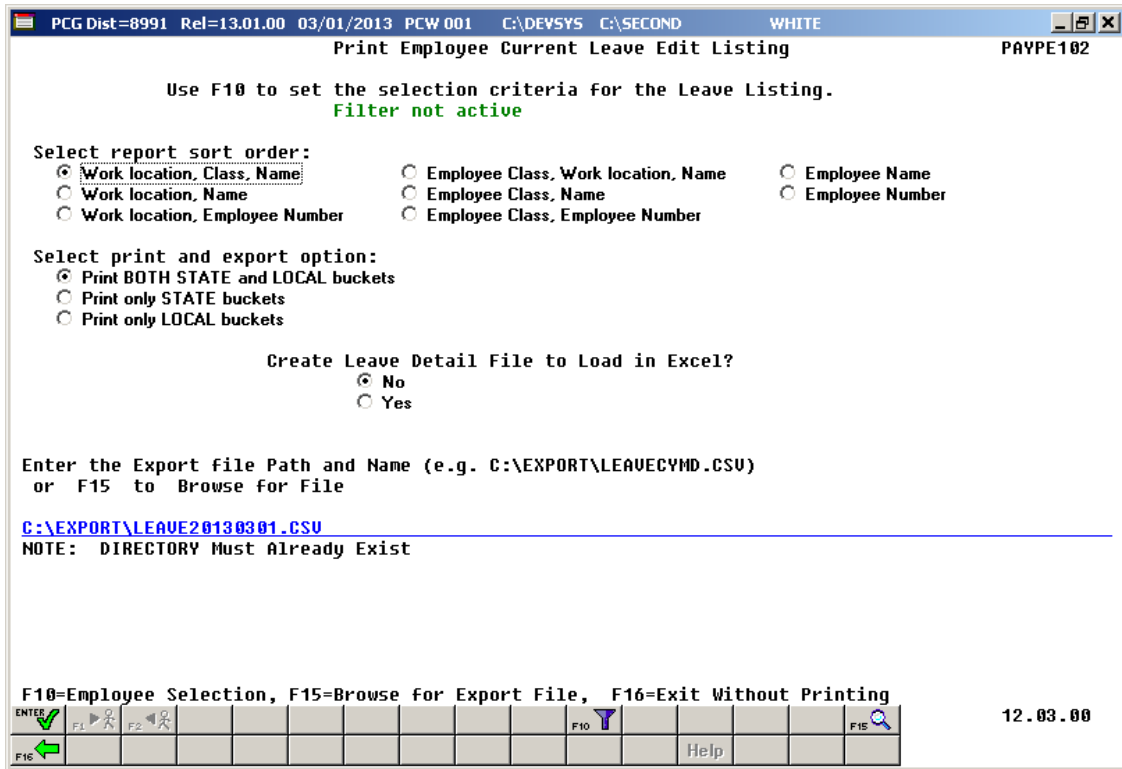 PCG Dist=8991 Rel=13.01.00 03/01/2013 PCW 001 C:\DEVSYS C:\SECOND WHITE
Print Employee Current Leave Edit Listing PAYPE102
Use F10 to set the selection criteria for the Leave Listing.
Filter not active
Select report sort order:
Work location, Class, Name Employee Class, Work location, Name Employee Name
Work location, Name Employee Class, Name Employee Number
Work location, Employee Number Employee Class, Employee Number
Select print and export option:
Print BOTH STATE and LOCAL buckets
Print only STATE buckets
Print only LOCAL buckets
Create Leave Detail File to Load in Excel?
No
Yes
Enter the Export file Path and Name (e.g. C:\EXPORT\LEAVECYMD.CSV)
or F15 to Browse for File
C:\EXPORT\LEAVE20130301.CSV
NOTE: DIRECTORY Must Already Exist
F10=Employee Selection, F15=Browse for Export File, F16=Exit Without Printing
ENTER F1 F2 F10 F15 12.03.00
F16 Help